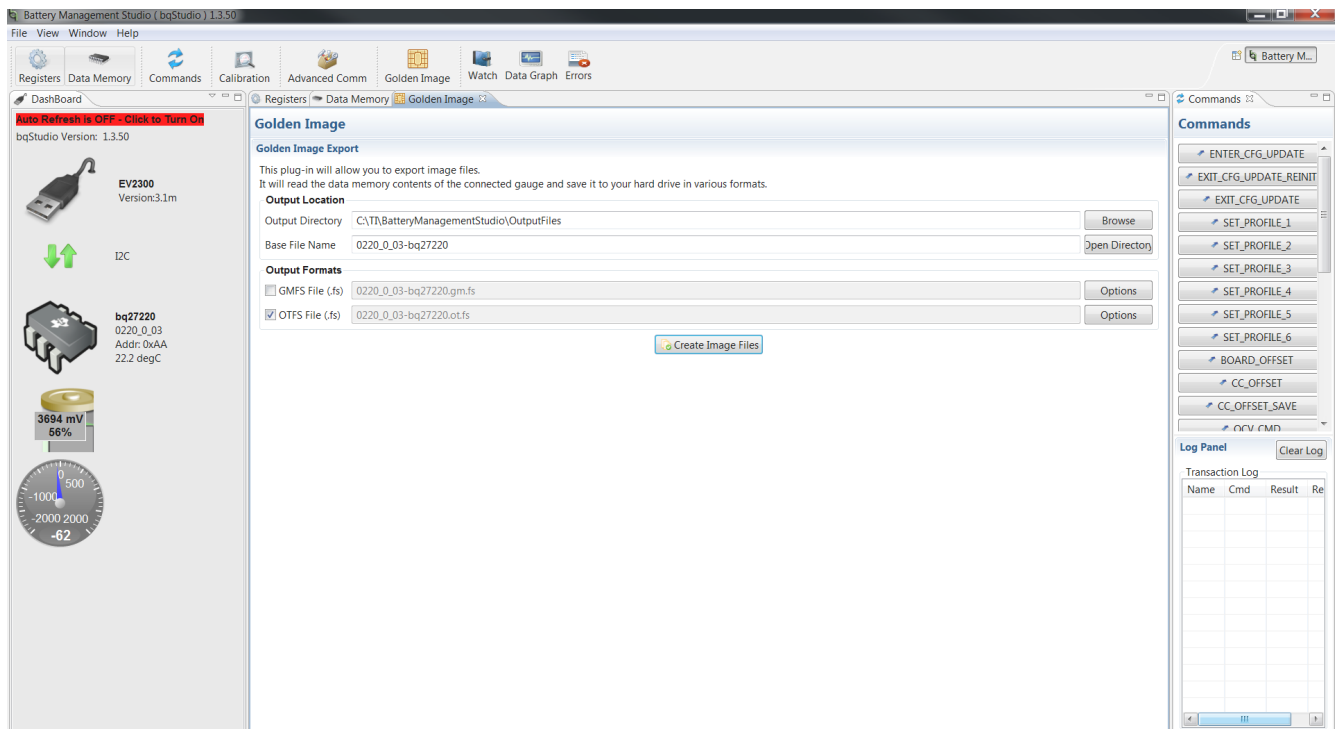 Battery Management Studio ( bqStudio ) 1.3.50
File View Window Help
Registers Data Memory Commands Calibration Advanced Comm Golden Image Watch Data Graph Errors
Battery M...
DashBoard
Auto Refresh is OFF - Click to Turn On
bqStudio Version: 1.3.50
EV2300
Version:3.1m
I2C
bq27220
0220_0_03
Addr: 0xAA
22.2 degC
3694 mV
56%
0
500
-1000
-2000 2000
-62
Registers Data Memory Golden Image
Golden Image
Golden Image Export
This plug-in will allow you to export image files.
It will read the data memory contents of the connected gauge and save it to your hard drive in various formats.
Output Location
Output Directory C:\TI\BatteryManagementStudio\OutputFiles Browse
Base File Name 0220_0_03-bq27220 Open Directory
Output Formats
GMFS File (.fs) 0220_0_03-bq27220.gm.fs Options
OTFS File (.fs) 0220_0_03-bq27220.ot.fs Options
Create Image Files
Commands
Commands
ENTER_CFG_UPDATE
EXIT_CFG_UPDATE_REINIT
EXIT_CFG_UPDATE
SET_PROFILE_1
SET_PROFILE_2
SET_PROFILE_3
SET_PROFILE_4
SET_PROFILE_5
SET_PROFILE_6
BOARD_OFFSET
CC_OFFSET
CC_OFFSET_SAVE
OCV_CMD
Log Panel Clear Log
Transaction Log
Name Cmd Result Re